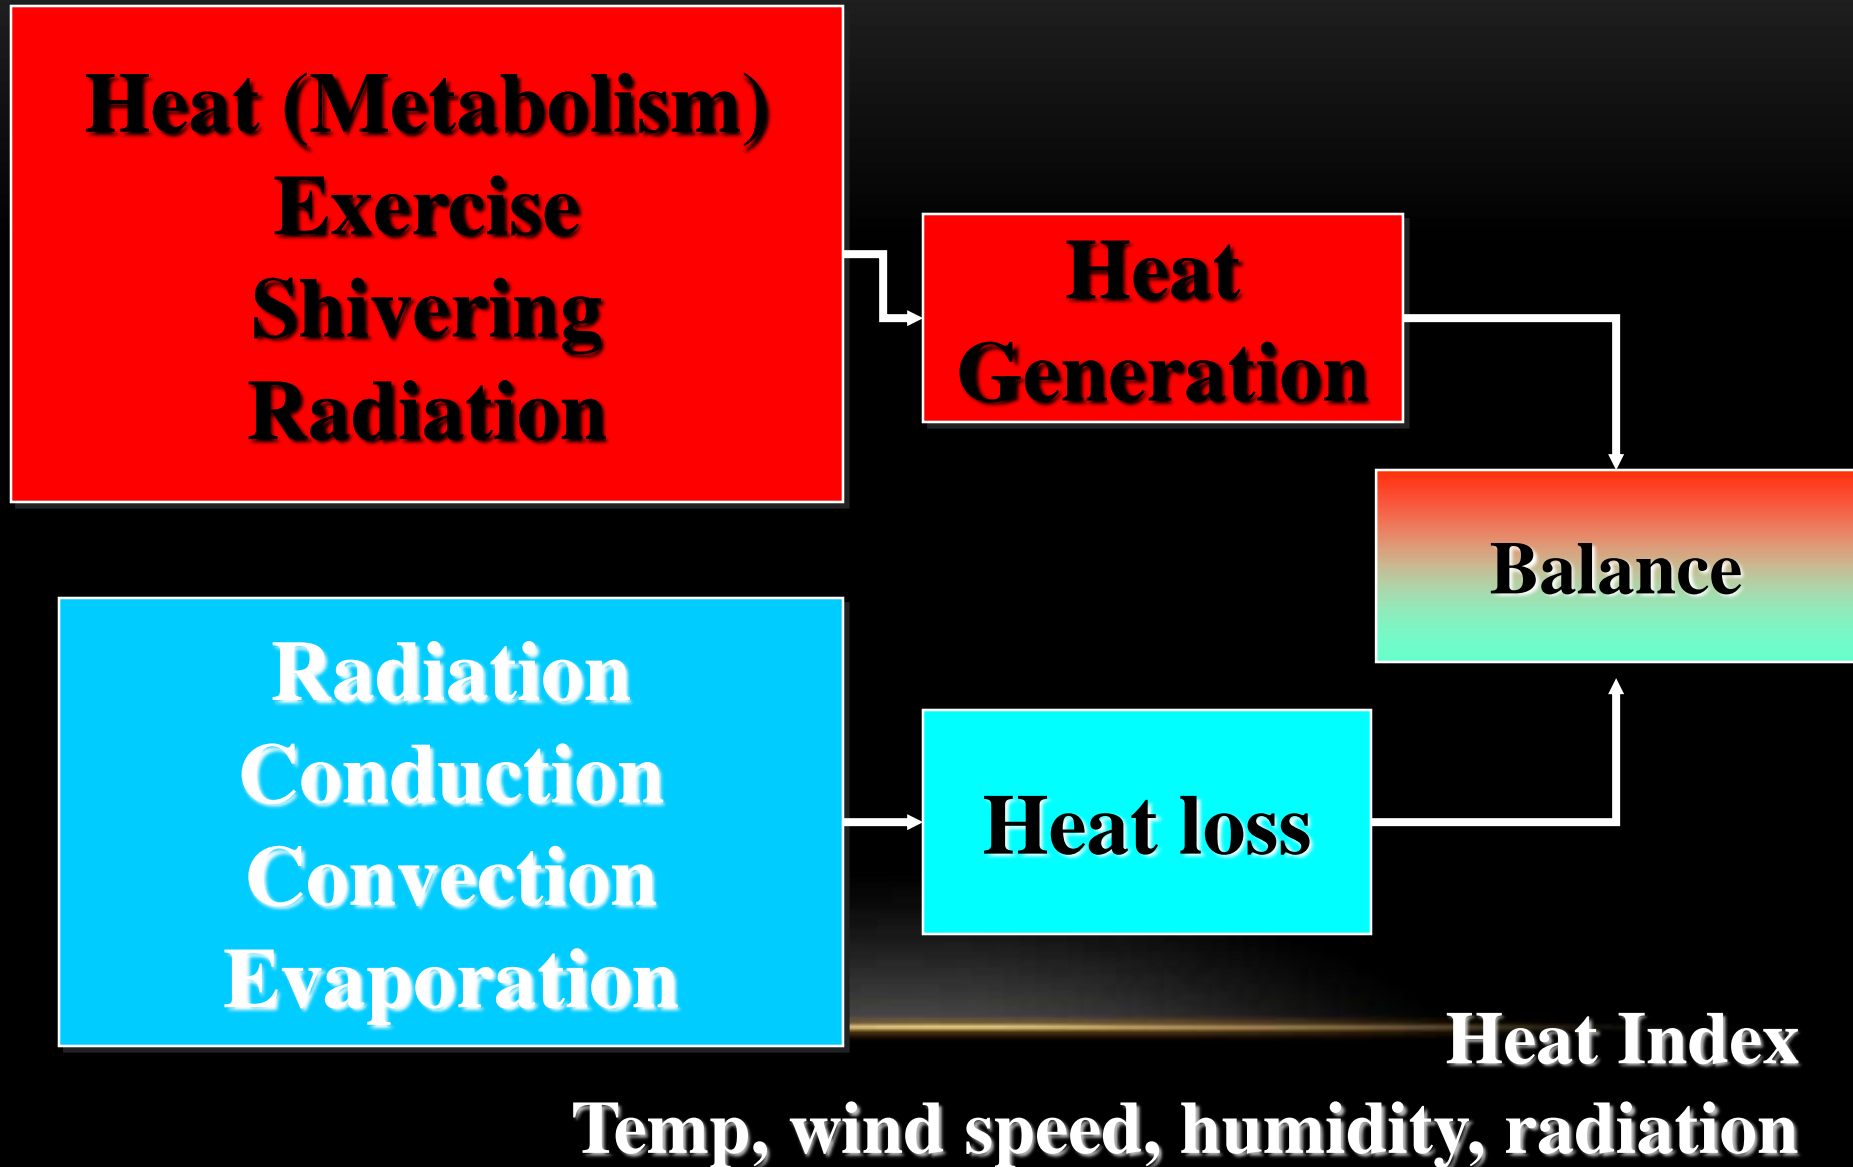 Heat (Metabolism)
Exercise
Shivering
Radiation
Heat
Generation
Balance
Radiation
Conduction
Convection
Evaporation
Heat loss
Heat Index
Temp, wind speed, humidity, radiation